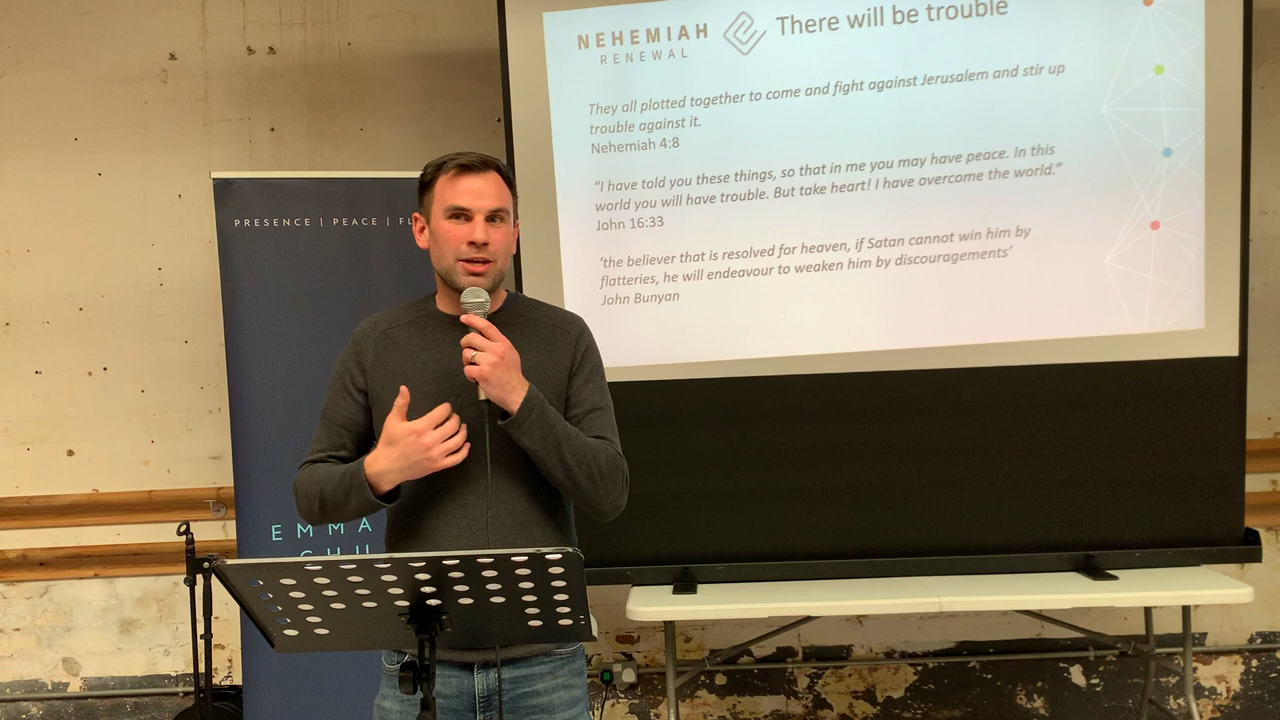 PRESENCE | PEACE | FL
EMMA
CHU
NEHEMIAH
RENEWAL
There will be trouble
They all plotted together to come and fight against Jerusalem and stir up
trouble against it.
Nehemiah 4:8
“I have told you these things, so that in me you may have peace. In this
world you will have trouble. But take heart! I have overcome the world.”
John 16:33
‘the believer that is resolved for heaven, if Satan cannot win him by
flatteries, he will endeavour to weaken him by discouragements’
John Bunyan